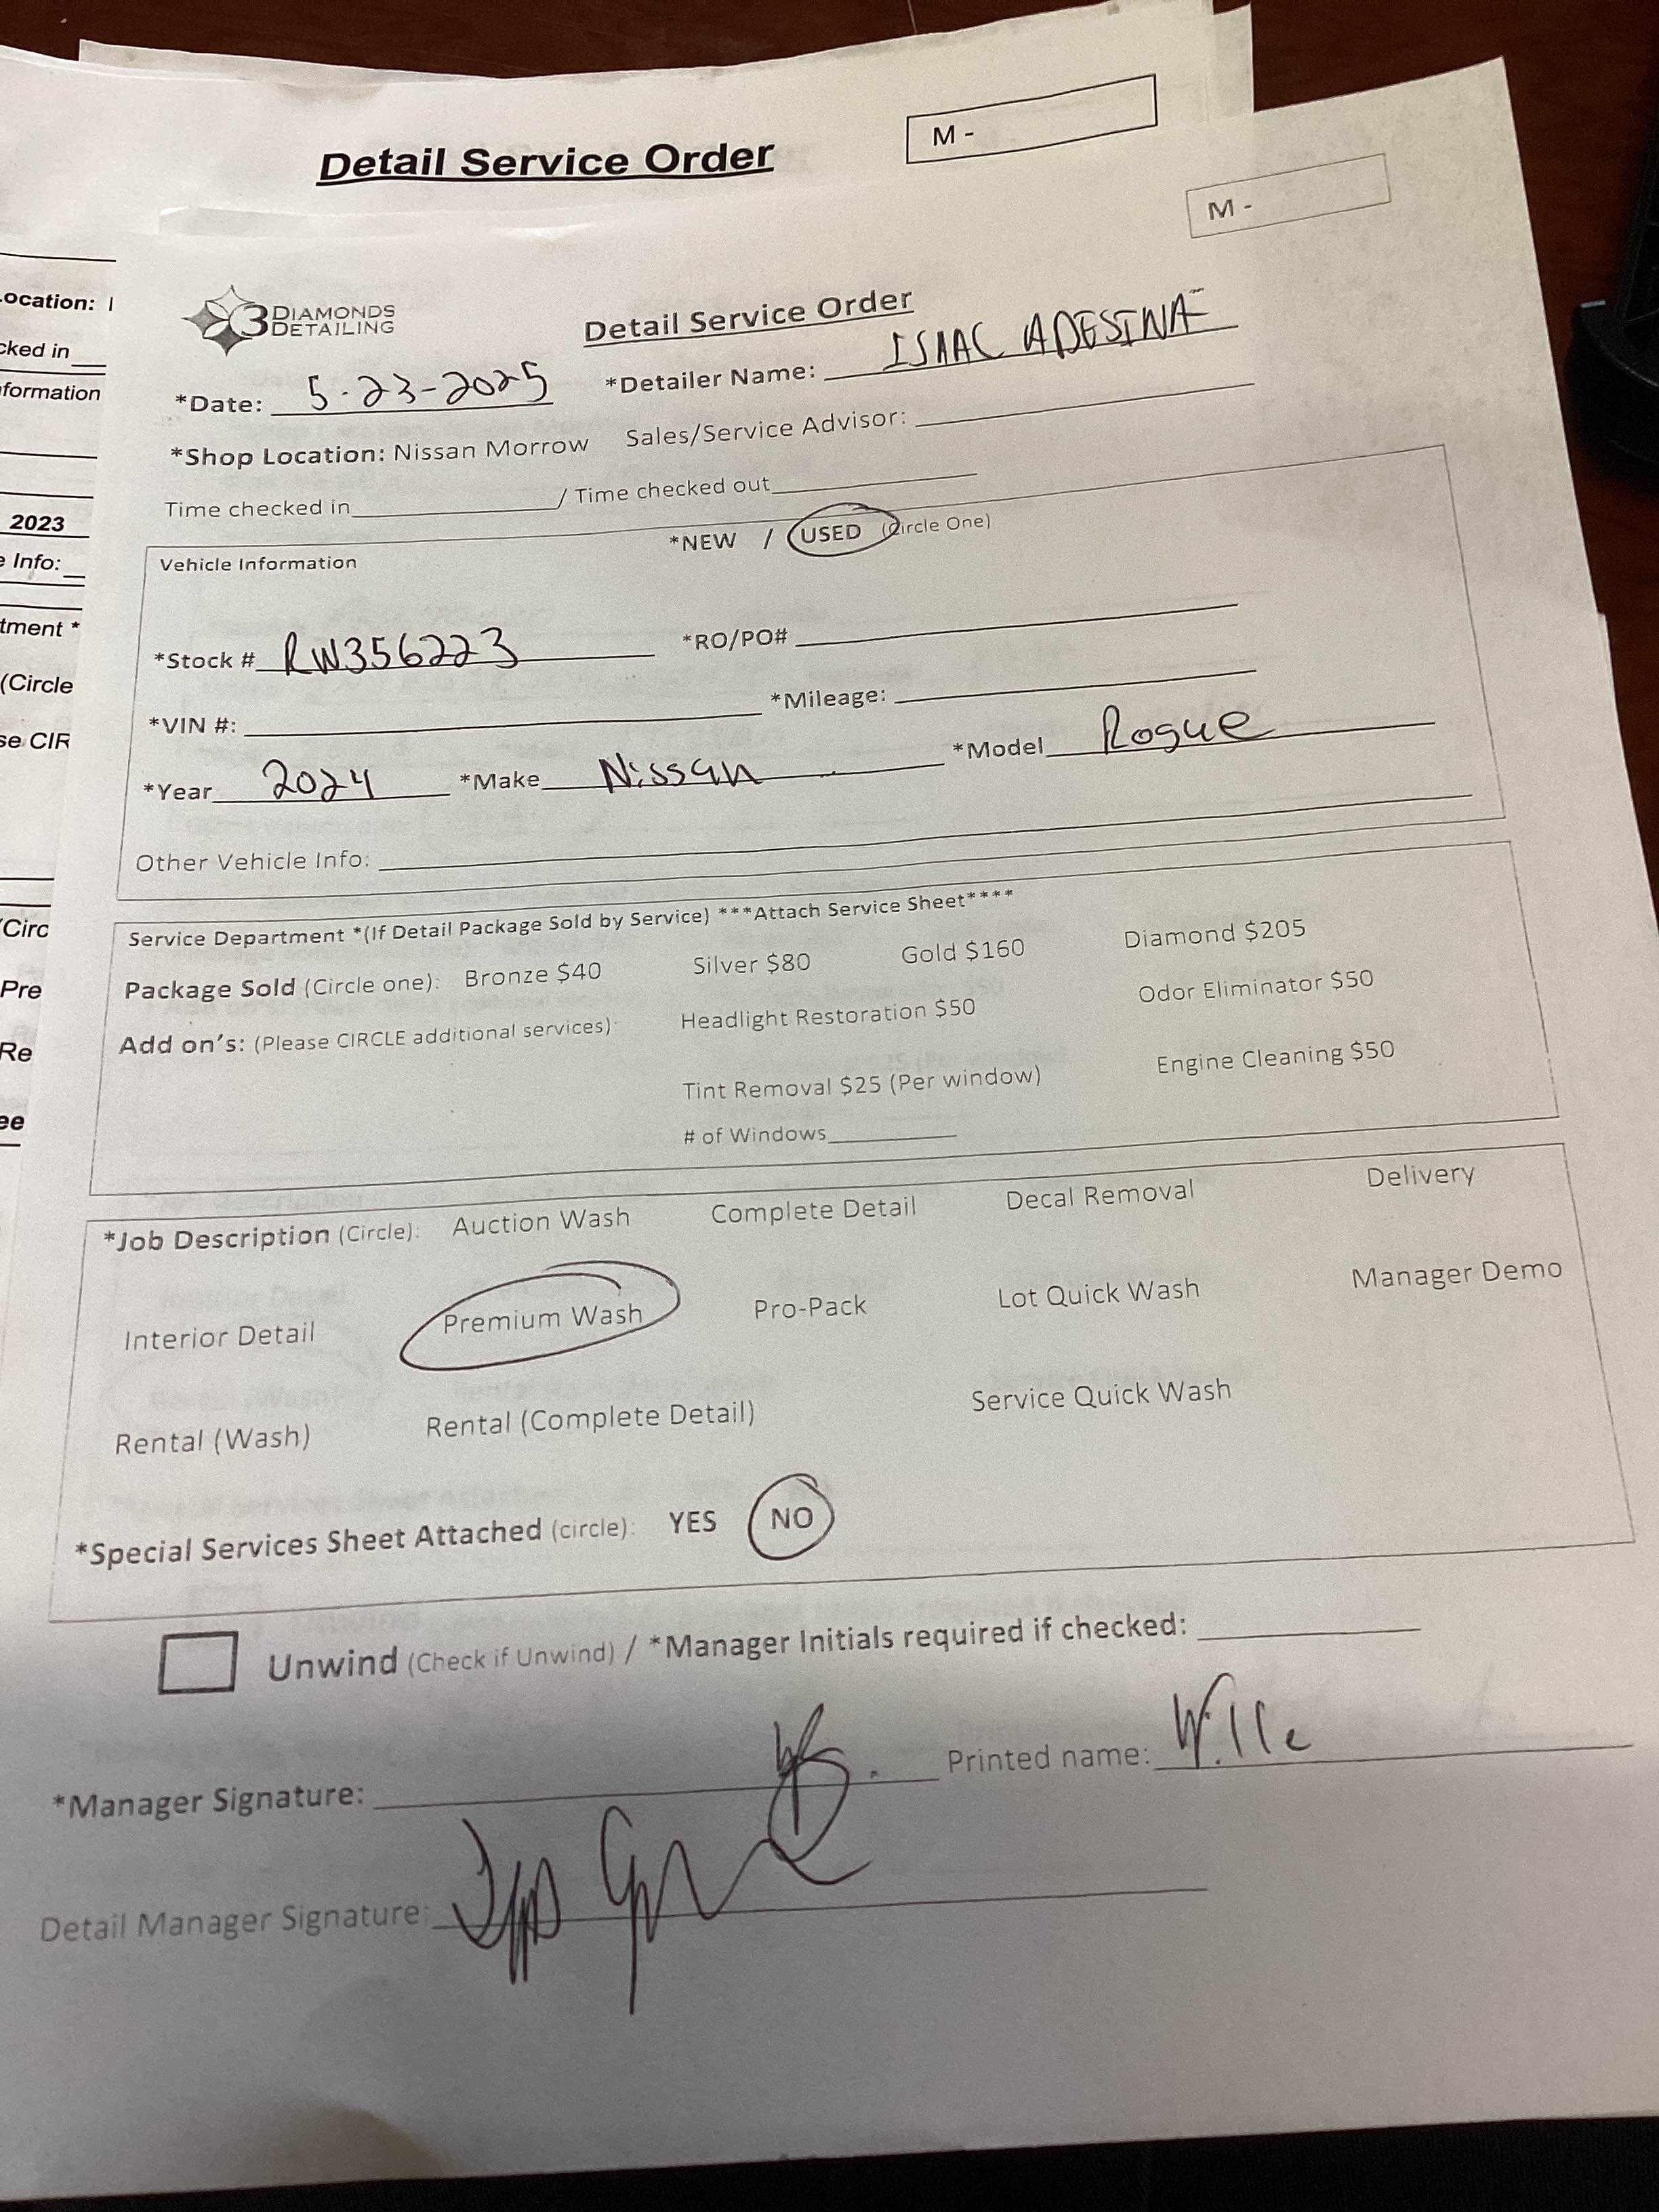 Detail Service Order
M -
M -
3 DIAMONDS DETAILING
Detail Service Order
*Date: 5-23-2025 *Detailer Name: ISAAC ADESINA
*Shop Location: Nissan Morrow Sales/Service Advisor:
Time checked in / Time checked out
*NEW / USED (Circle One)
Vehicle Information
*Stock # RW356223 *RO/PO#
*VIN #: *Mileage:
*Year 2024 *Make Nissan *Model Rogue
Other Vehicle Info:
Service Department *(If Detail Package Sold by Service) ***Attach Service Sheet****
Package Sold (Circle one): Bronze $40 Silver $80 Gold $160 Diamond $205
Add on's: (Please CIRCLE additional services): Headlight Restoration $50 Odor Eliminator $50
Tint Removal $25 (Per window) Engine Cleaning $50
# of Windows
*Job Description (Circle): Auction Wash Complete Detail Decal Removal Delivery
Interior Detail Premium Wash Pro-Pack Lot Quick Wash Manager Demo
Rental (Wash) Rental (Complete Detail) Service Quick Wash
*Special Services Sheet Attached (circle): YES NO
Unwind (Check if Unwind) / *Manager Initials required if checked:
*Manager Signature: Printed name: Wille
Detail Manager Signature:
ocation:
cked in
formation
2023
e Info:
tment *
(Circle
se CIR
(Circ
Pre
Re
ee